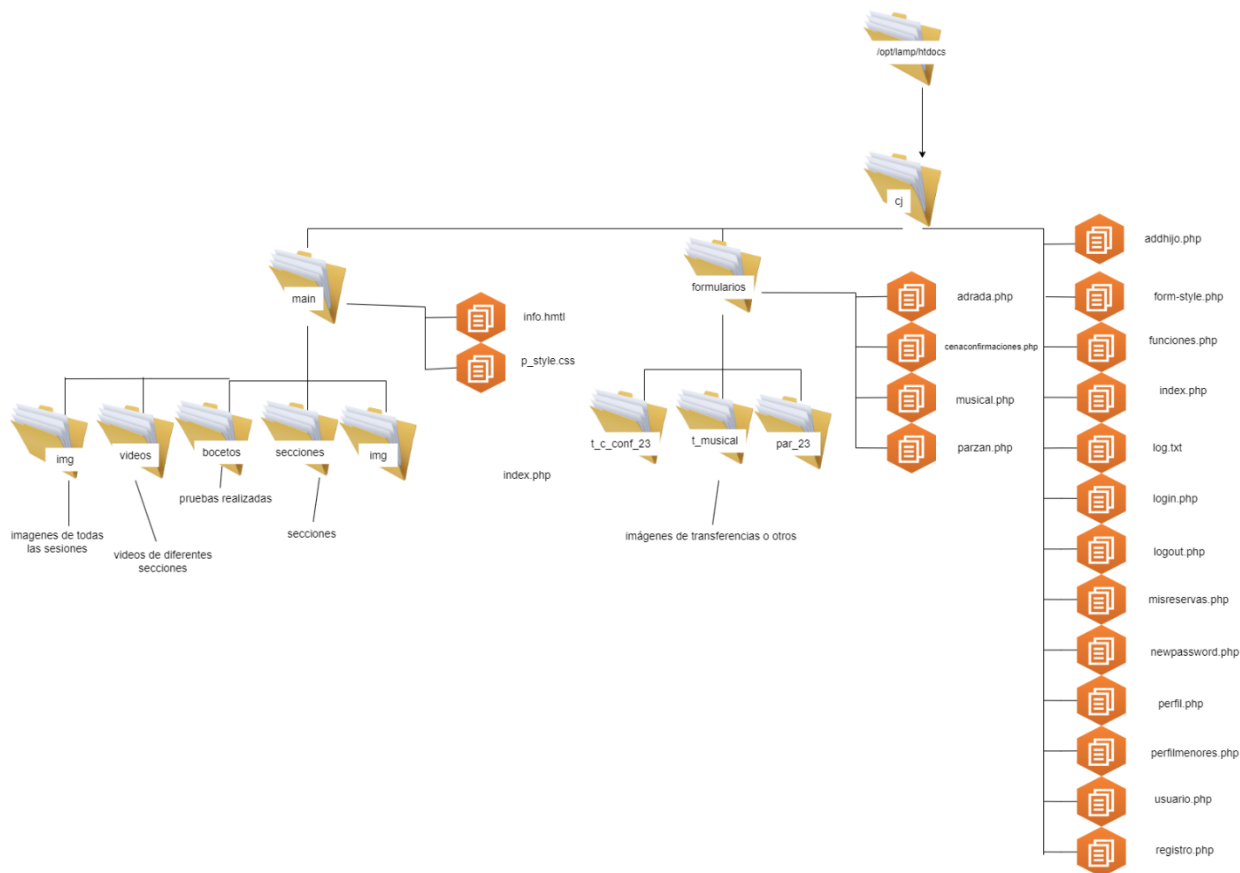 /opt/lamp/htdocs
cj
addhijo.php
main
formularios
info.hmtl
p_style.css
adrada.php
cenaconfirmaciones.php
musical.php
parzan.php
form-style.php
funciones.php
index.php
log.txt
login.php
logout.php
misreservas.php
newpassword.php
perfil.php
perfilmenores.php
usuario.php
registro.php
img
videos
bocetos
secciones
img
t_c_conf_23
t_musical
par_23
index.php
pruebas realizadas
imagenes de todas
las sesiones
videos de diferentes
secciones
secciones
imágenes de transferencias o otros